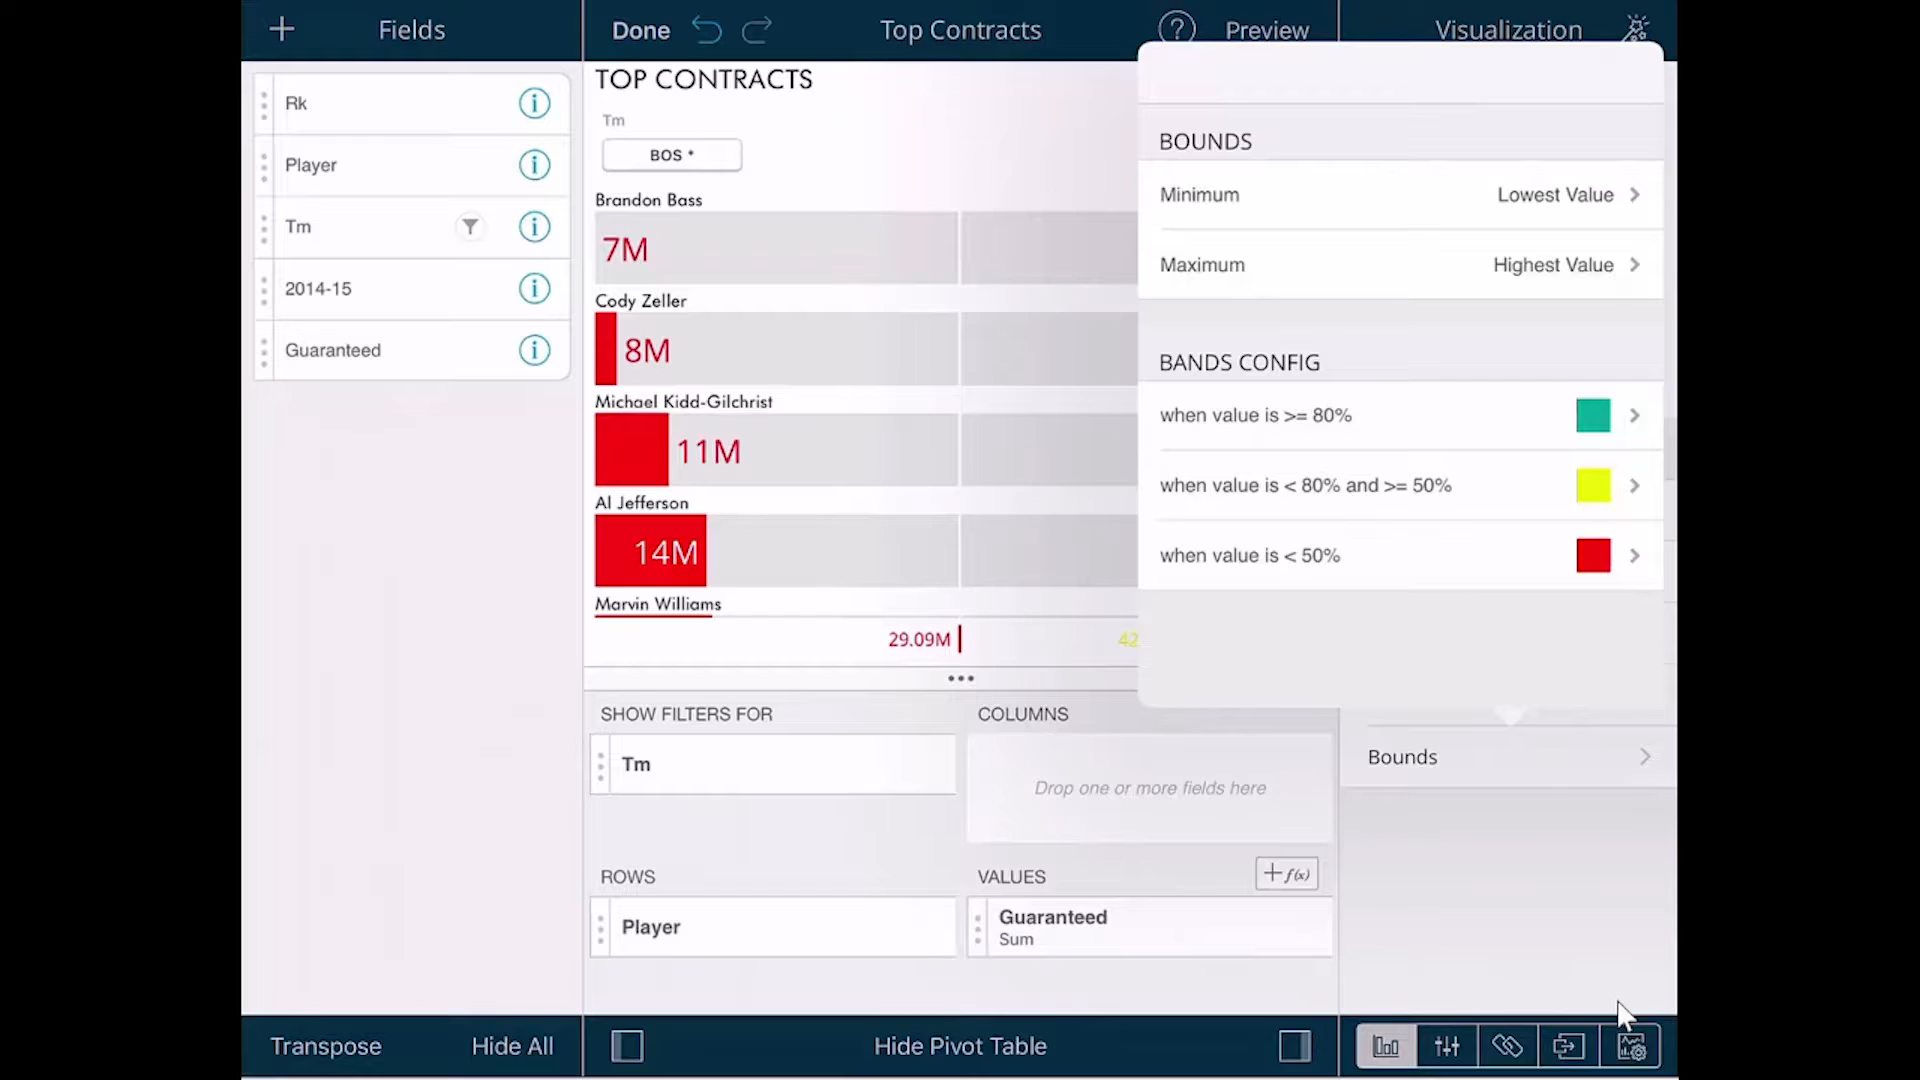 Fields
Done
Top Contracts
?
Preview
Visualization
Rk
Player
Tm
2014-15
Guaranteed
TOP CONTRACTS
Tm
BOS *
Brandon Bass
7M
Cody Zeller
8M
Michael Kidd-Gilchrist
11M
Al Jefferson
14M
Marvin Williams
29.09M
42
BOUNDS
Minimum Lowest Value
Maximum Highest Value
BANDS CONFIG
when value is >= 80%
when value is < 80% and >= 50%
when value is < 50%
Bounds
SHOW FILTERS FOR
Tm
COLUMNS
Drop one or more fields here
ROWS
Player
VALUES
+f(x)
Guaranteed
Sum
Transpose
Hide All
Hide Pivot Table